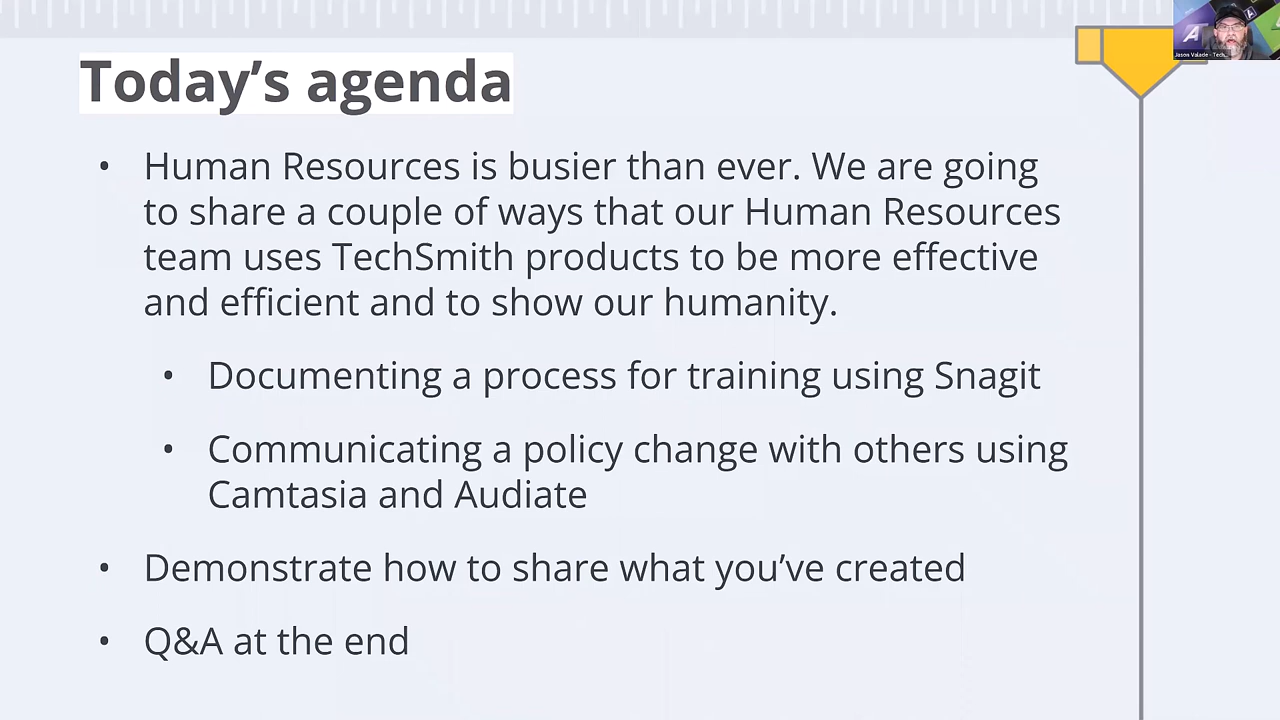 Today’s agenda
• Human Resources is busier than ever. We are going
to share a couple of ways that our Human Resources
team uses TechSmith products to be more effective
and efficient and to show our humanity.
• Documenting a process for training using Snagit
• Communicating a policy change with others using
Camtasia and Audiate
• Demonstrate how to share what you’ve created
• Q&A at the end
Jason Valade - Tech...